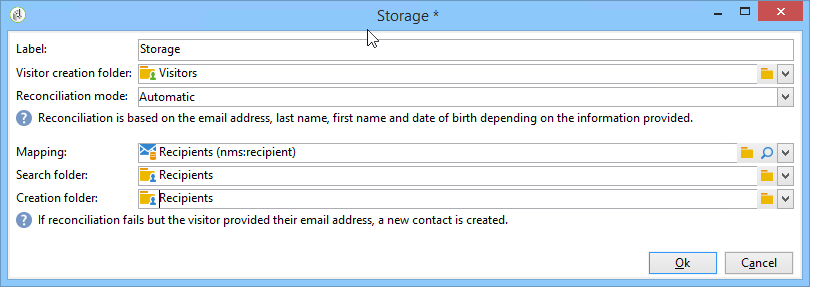 Storage *
Label: Storage
Visitor creation folder: Visitors
Reconciliation mode: Automatic
Reconciliation is based on the email address, last name, first name and date of birth depending on the information provided.
Mapping: Recipients (nms:recipient)
Search folder: Recipients
Creation folder: Recipients
If reconciliation fails but the visitor provided their email address, a new contact is created.
Ok Cancel